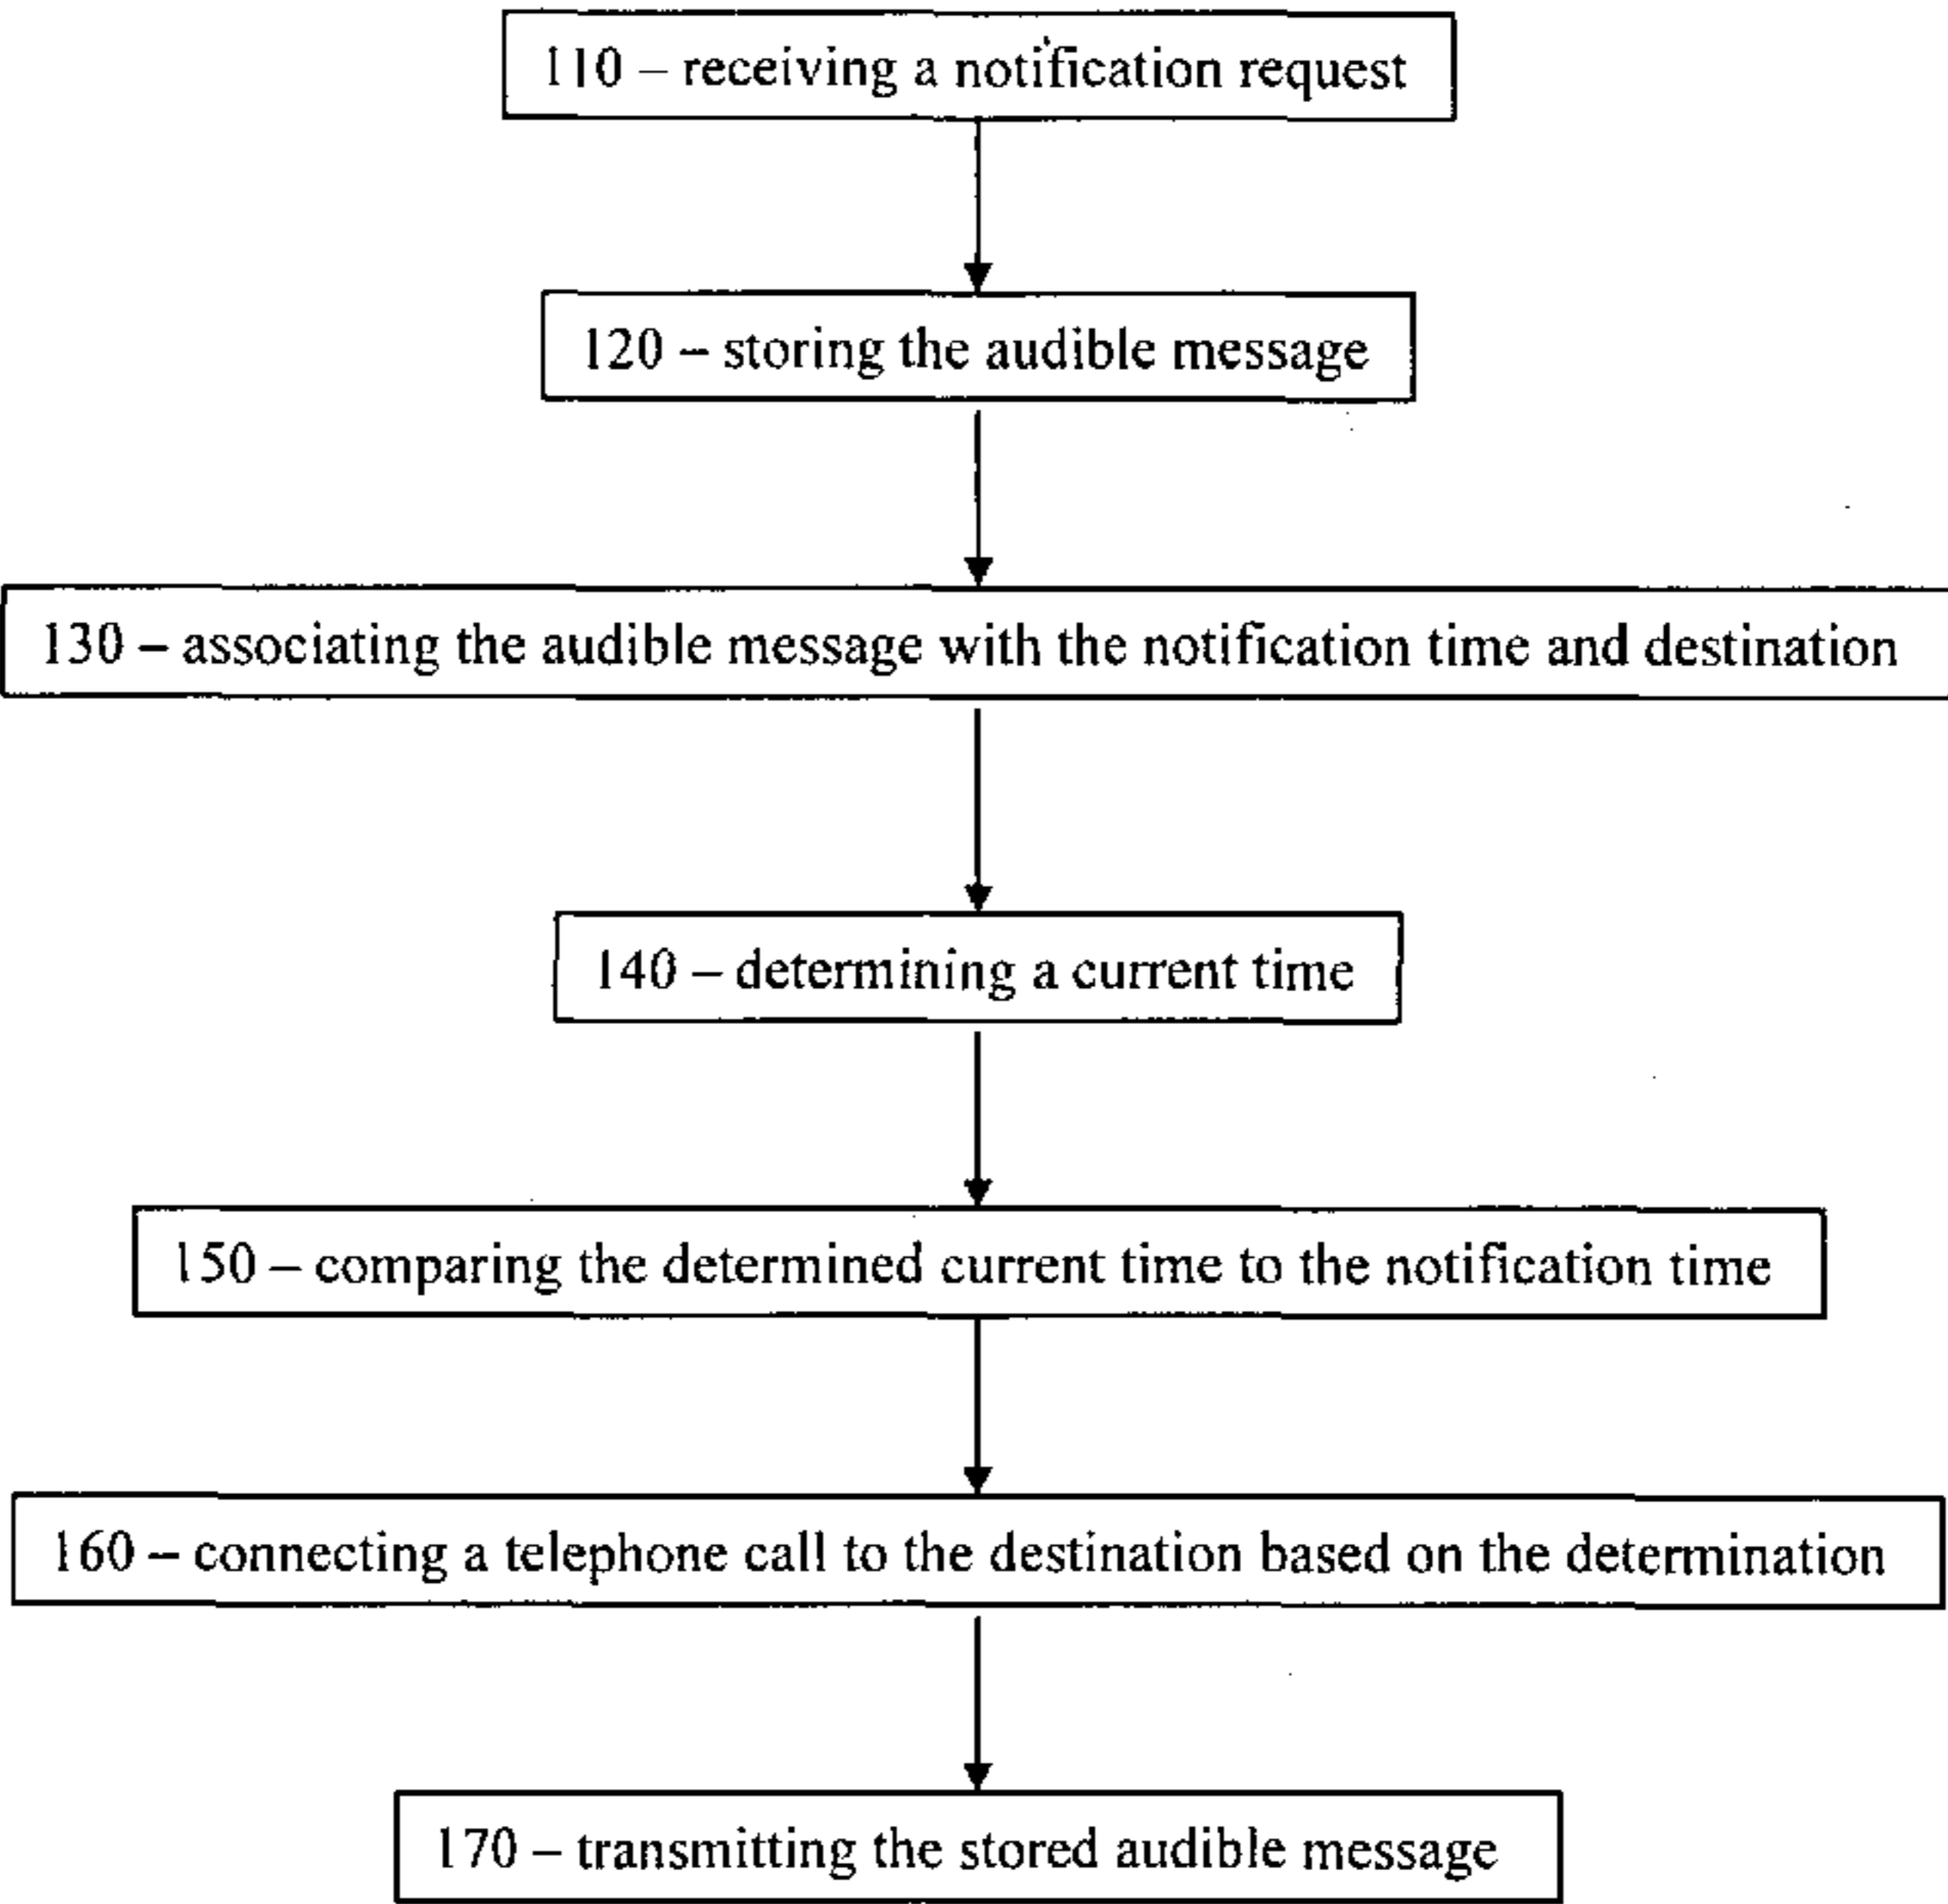 110 – receiving a notification request
120 – storing the audible message
130 – associating the audible message with the notification time and destination
140 – determining a current time
150 – comparing the determined current time to the notification time
160 – connecting a telephone call to the destination based on the determination
170 – transmitting the stored audible message